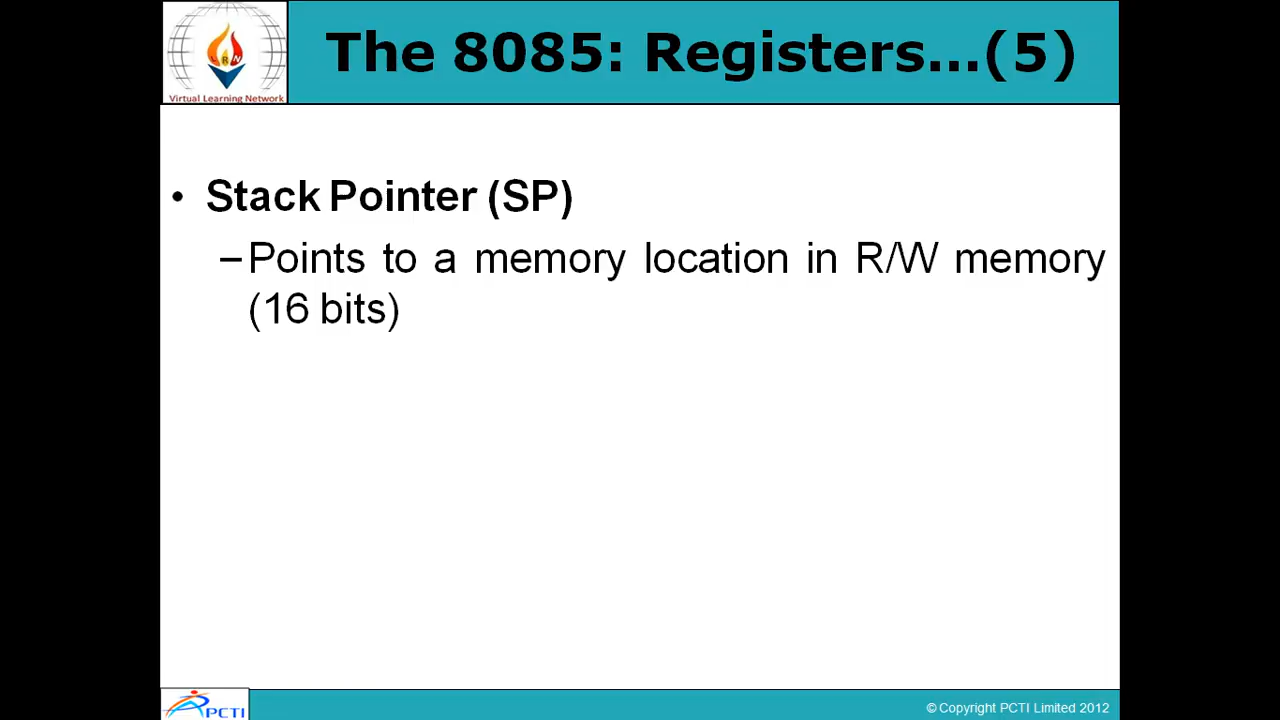 The 8085: Registers...(5)
LRN
Virtual Learning Network
• Stack Pointer (SP)
–Points to a memory location in R/W memory
(16 bits)
PCTI
© Copyright PCTI Limited 2012